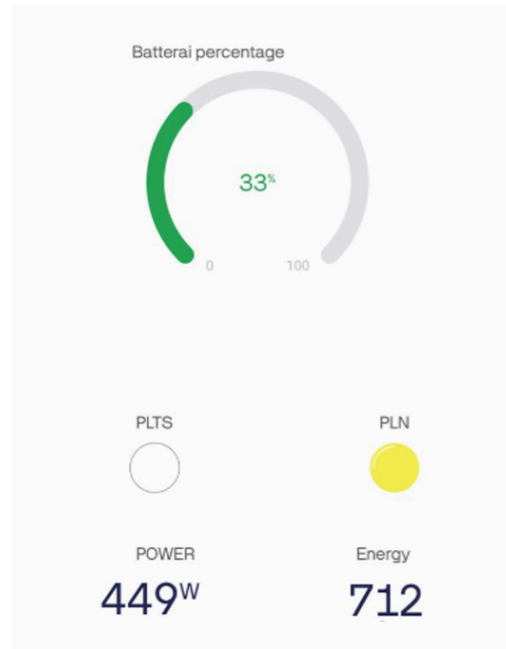 Batterai percentage
33%
0 100
PLTS PLN
POWER Energy
449W 712